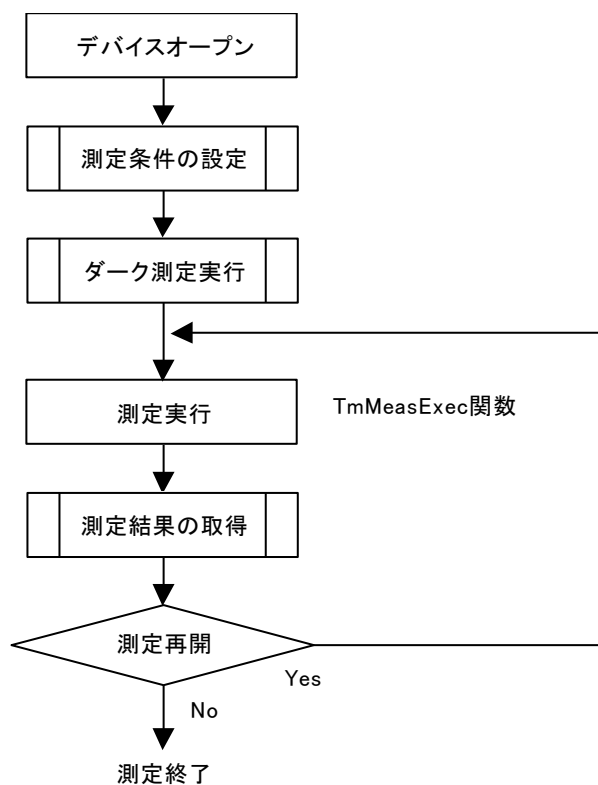 デバイスオープン
測定条件の設定
ダーク測定実行
測定実行
TmMeasExec関数
測定結果の取得
測定再開
Yes
No
測定終了